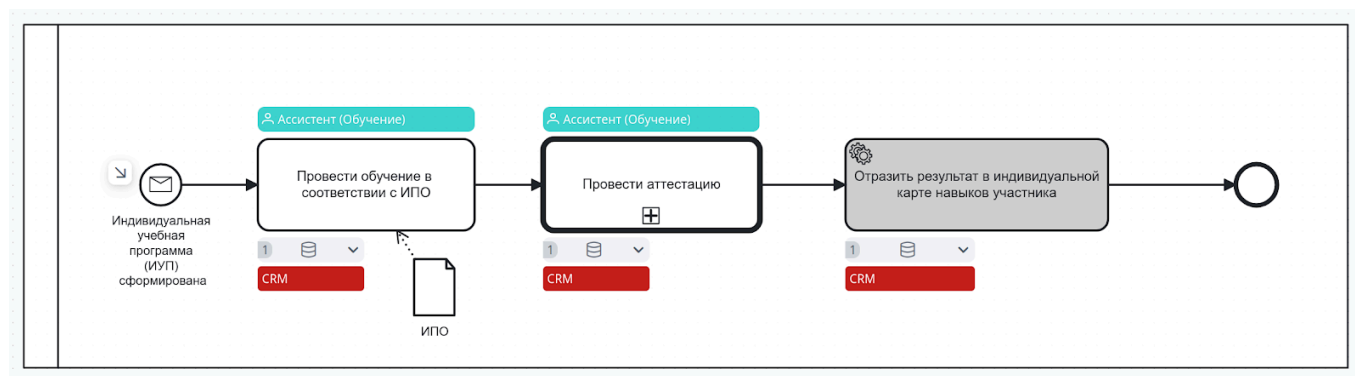 Ассистент (Обучение)
Ассистент (Обучение)
Провести обучение в
соответствии с ИПО
Провести аттестацию
Отразить результат в индивидуальной
карте навыков участника
Индивидуальная
учебная
программа
(ИУП)
сформирована
1
1
1
CRM
CRM
CRM
ИПО